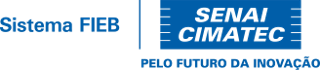 Sistema FIEB
SENAI
CIMATEC
PELO FUTURO DA INOVAÇÃO